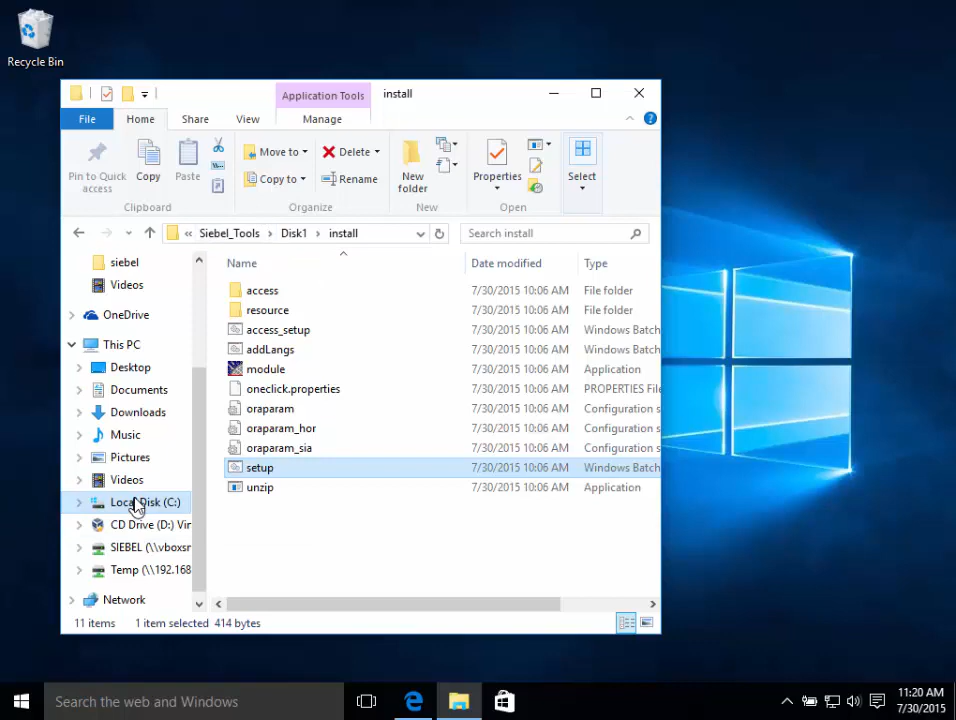 Recycle Bin
Application Tools
install
File
Home
Share
View
Manage
Pin to Quick access
Copy
Paste
Move to
Copy to
Delete
Rename
New folder
Properties
Select
Clipboard
Organize
New
Open
« Siebel_Tools > Disk1 > install
Search install
siebel
Videos
OneDrive
This PC
Desktop
Documents
Downloads
Music
Pictures
Videos
Local Disk (C:)
CD Drive (D:) Vir
SIEBEL (\\vboxsr
Temp (\\192.168
Network
Name Date modified Type
access 7/30/2015 10:06 AM File folder
resource 7/30/2015 10:06 AM File folder
access_setup 7/30/2015 10:06 AM Windows Batch
addLangs 7/30/2015 10:06 AM Windows Batch
module 7/30/2015 10:06 AM Application
oneclick.properties 7/30/2015 10:06 AM PROPERTIES File
oraparam 7/30/2015 10:06 AM Configuration s
oraparam_hor 7/30/2015 10:06 AM Configuration s
oraparam_sia 7/30/2015 10:06 AM Configuration s
setup 7/30/2015 10:06 AM Windows Batch
unzip 7/30/2015 10:06 AM Application
11 items 1 item selected 414 bytes
Search the web and Windows
11:20 AM
7/30/2015